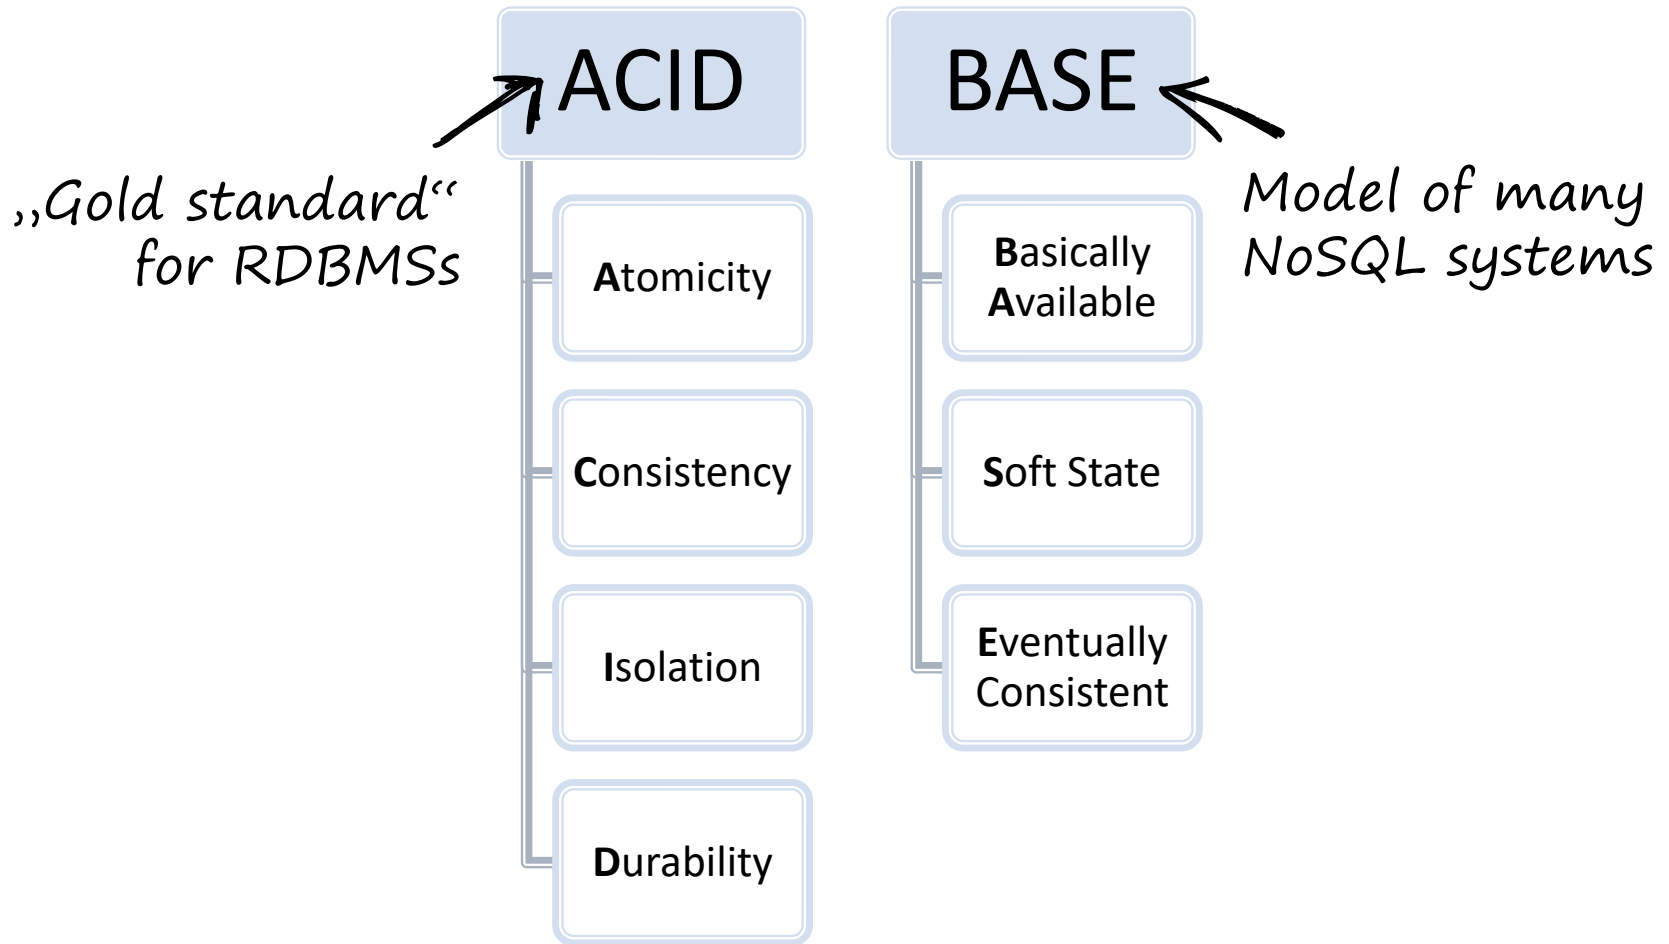 ACID
BASE
„Gold standard“
for RDBMSs
Model of many
NoSQL systems
Atomicity
Consistency
Isolation
Durability
Basically
Available
Soft State
Eventually
Consistent